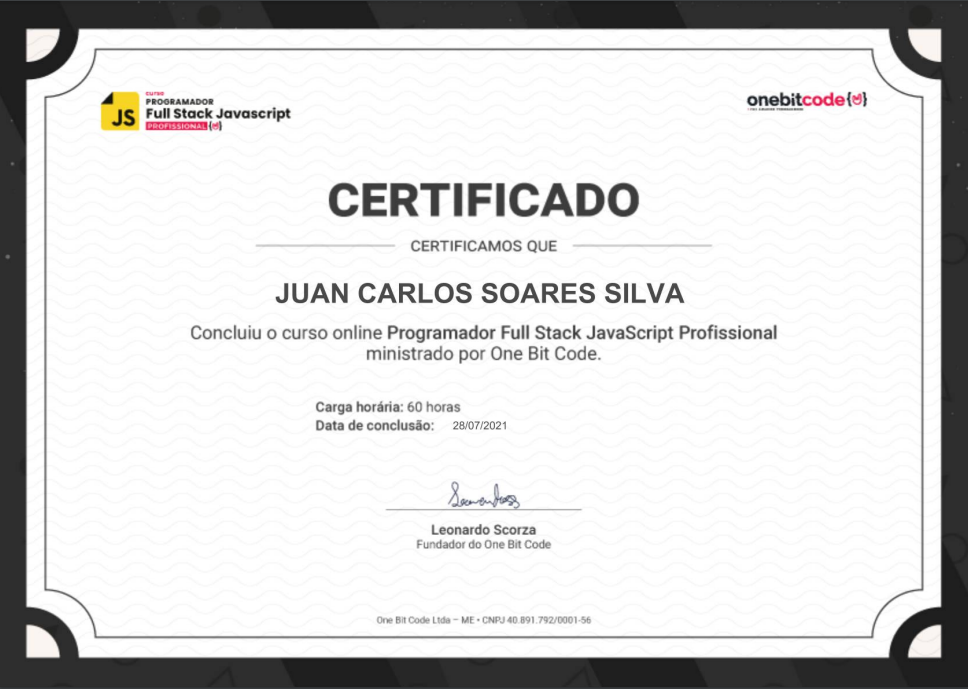 CURSO
PROGRAMADOR
Full Stack Javascript
PROFISSIONAL
JS
onebitcode
CERTIFICADO
CERTIFICAMOS QUE
JUAN CARLOS SOARES SILVA
Concluiu o curso online Programador Full Stack JavaScript Profissional
ministrado por One Bit Code.
Carga horária: 60 horas
Data de conclusão: 28/07/2021
Leonardo Scorza
Fundador do One Bit Code
One Bit Code Ltda – ME • CNPJ 40.891.792/0001-56